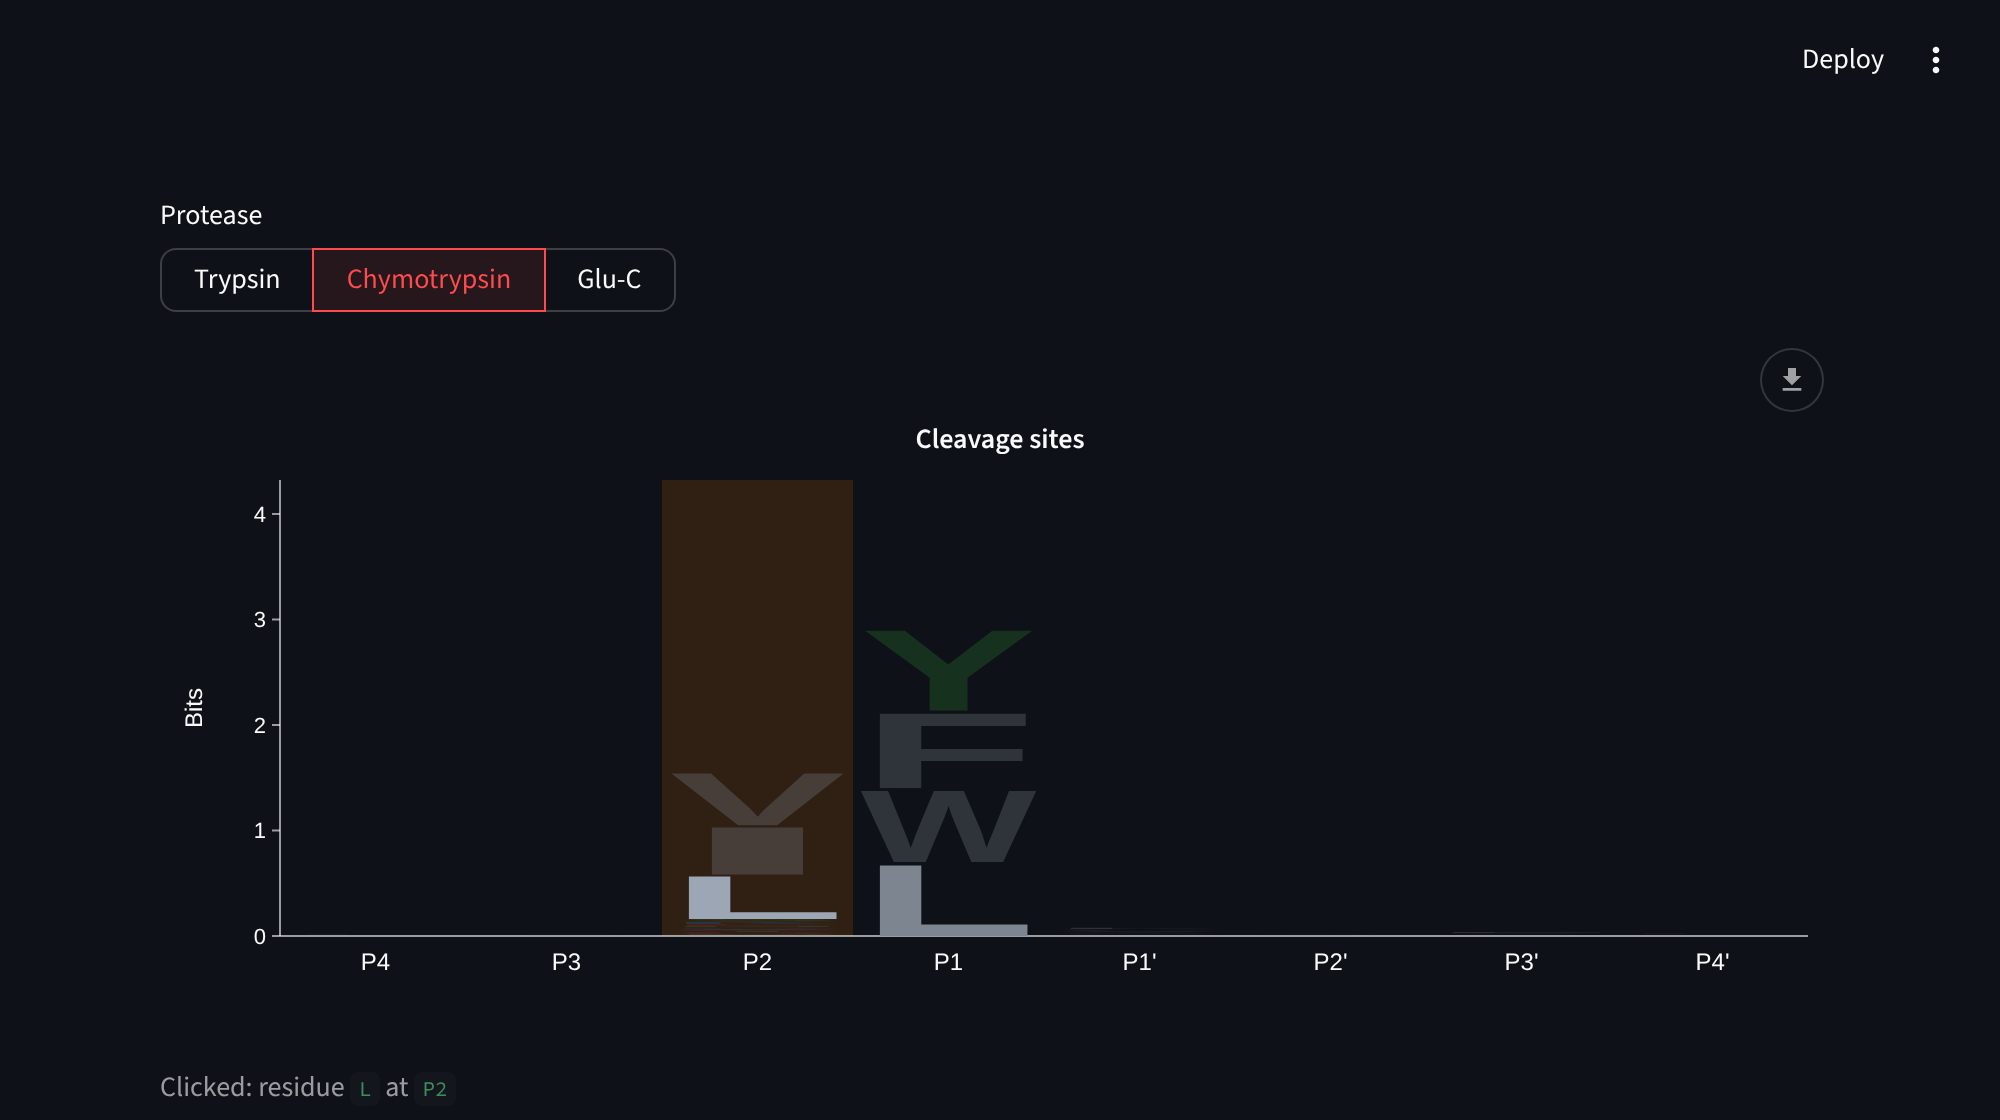 Deploy
Protease
Trypsin Chymotrypsin Glu-C
Cleavage sites
Bits
4
3
2
1
0
V
I
L
Y
F
W
L
P4 P3 P2 P1 P1' P2' P3' P4'
Clicked: residue L at P2